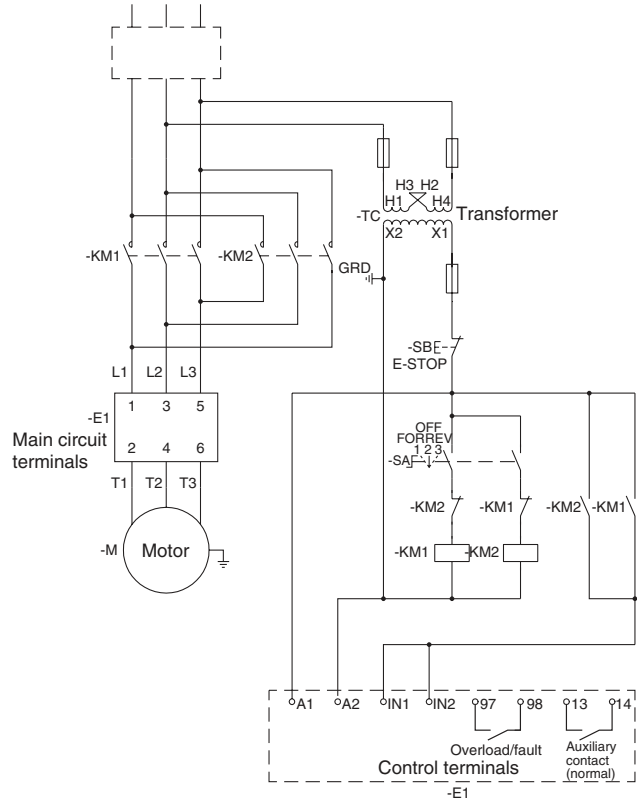 H3 H2
H1 H4
-TC Transformer
X2 X1
-KM1 -KM2
GRD
-SB
E-STOP
L1 L2 L3
1 3 5
-E1
Main circuit
terminals
2 4 6
OFF
FOR REV
1 2 3
-SA
T1 T2 T3
-KM2 -KM1 -KM2 -KM1
-M Motor
-KM1 -KM2
A1 A2 IN1 IN2 97 98 13 14
Overload/fault
Auxiliary
contact
(normal)
Control terminals
-E1